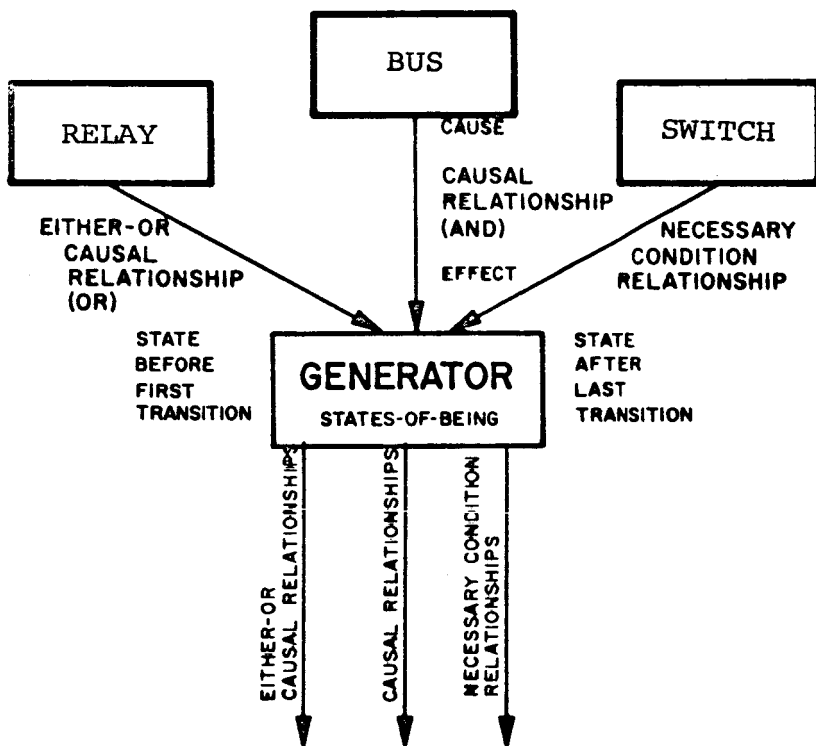 BUS
RELAY
SWITCH
CAUSE
CAUSAL
RELATIONSHIP
(AND)
EFFECT
EITHER-OR
CAUSAL
RELATIONSHIP
(OR)
NECESSARY
CONDITION
RELATIONSHIP
STATE
BEFORE
FIRST
TRANSITION
GENERATOR
STATES-OF-BEING
STATE
AFTER
LAST
TRANSITION
EITHER-OR
CAUSAL RELATIONSHIPS
CAUSAL RELATIONSHIPS
NECESSARY CONDITION
RELATIONSHIPS